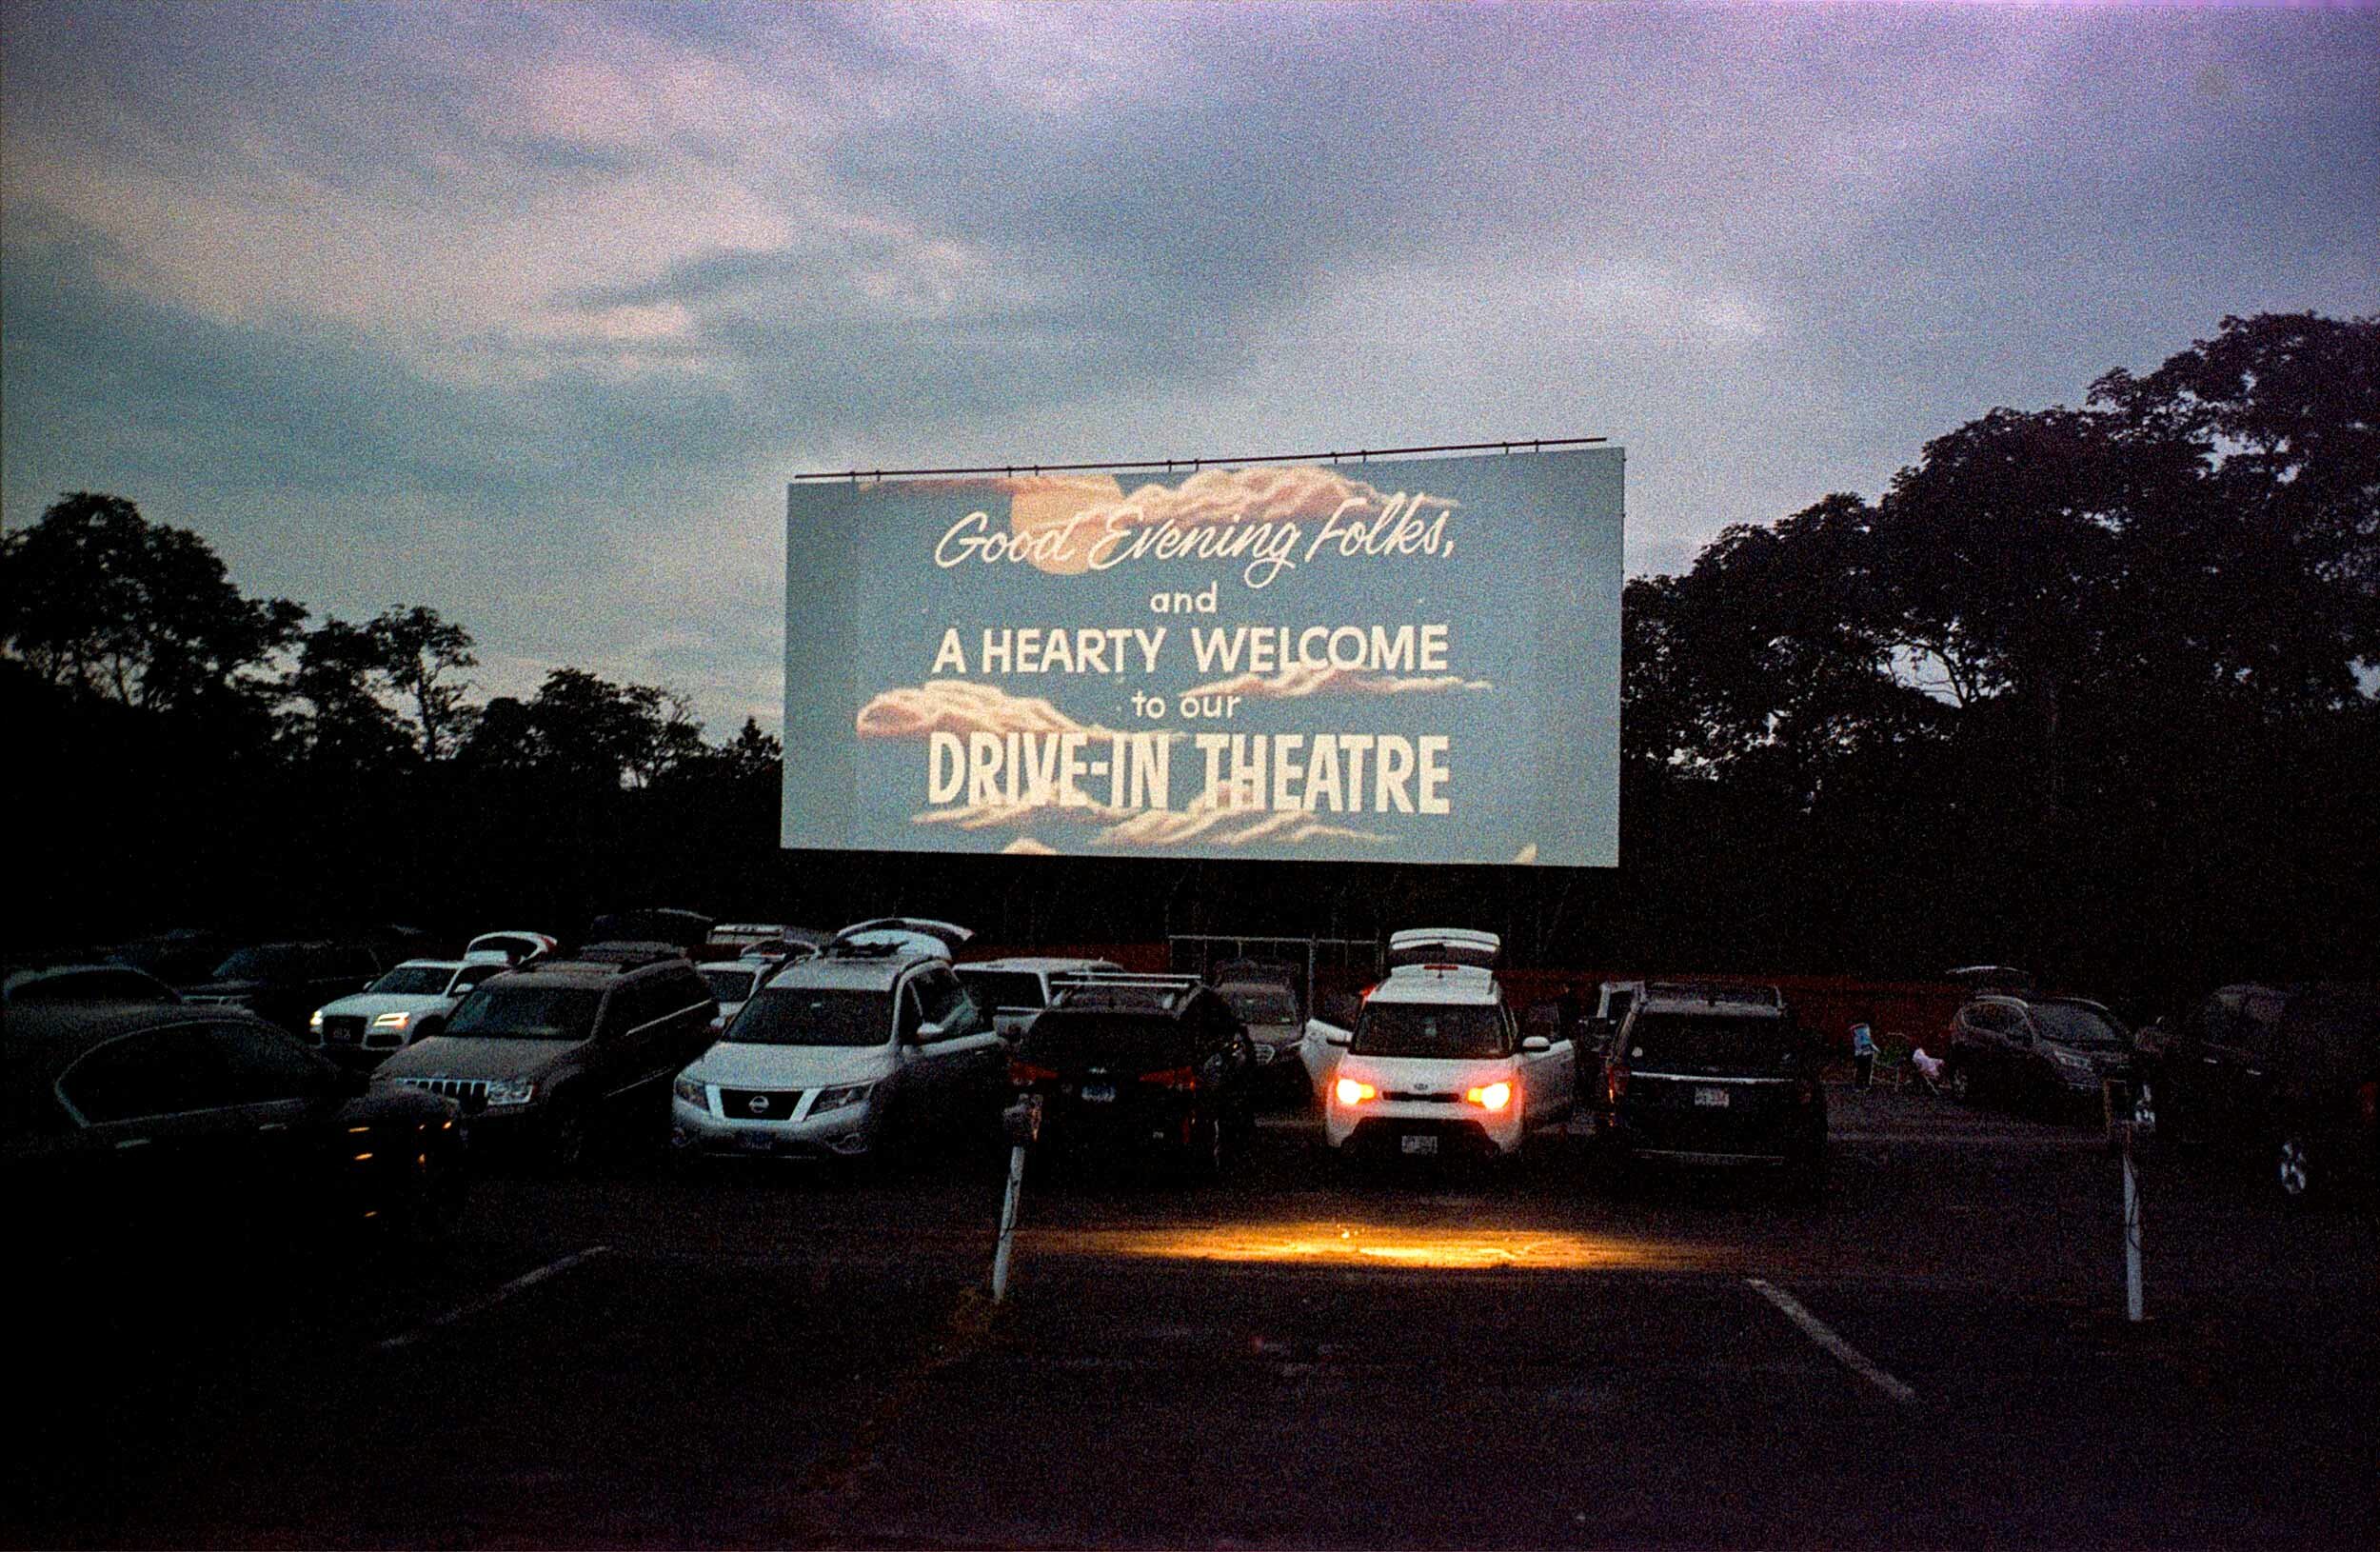 Good Evening Folks,
and
A HEARTY WELCOME
to our
DRIVE-IN THEATRE